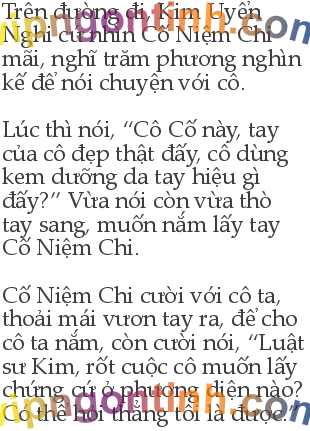 Trên đường đi, Kim Uyển
Nghi cứ nhìn Cố Niệm Chi
mãi, nghĩ trăm phương nghìn
kế để nói chuyện với cô.
Lúc thì nói, “Cô Cố này, tay
của cô đẹp thật đấy, cô dùng
kem dưỡng da tay hiệu gì
đấy?” Vừa nói còn vừa thò
tay sang, muốn nắm lấy tay
Cố Niệm Chi.
Cố Niệm Chi cười với cô ta,
thoải mái vươn tay ra, để cho
cô ta nắm, còn cười nói, “Luật
sư Kim, rốt cuộc cô muốn lấy
chứng cứ ở phương diện nào?
Có thể hỏi thẳng tôi là được.”